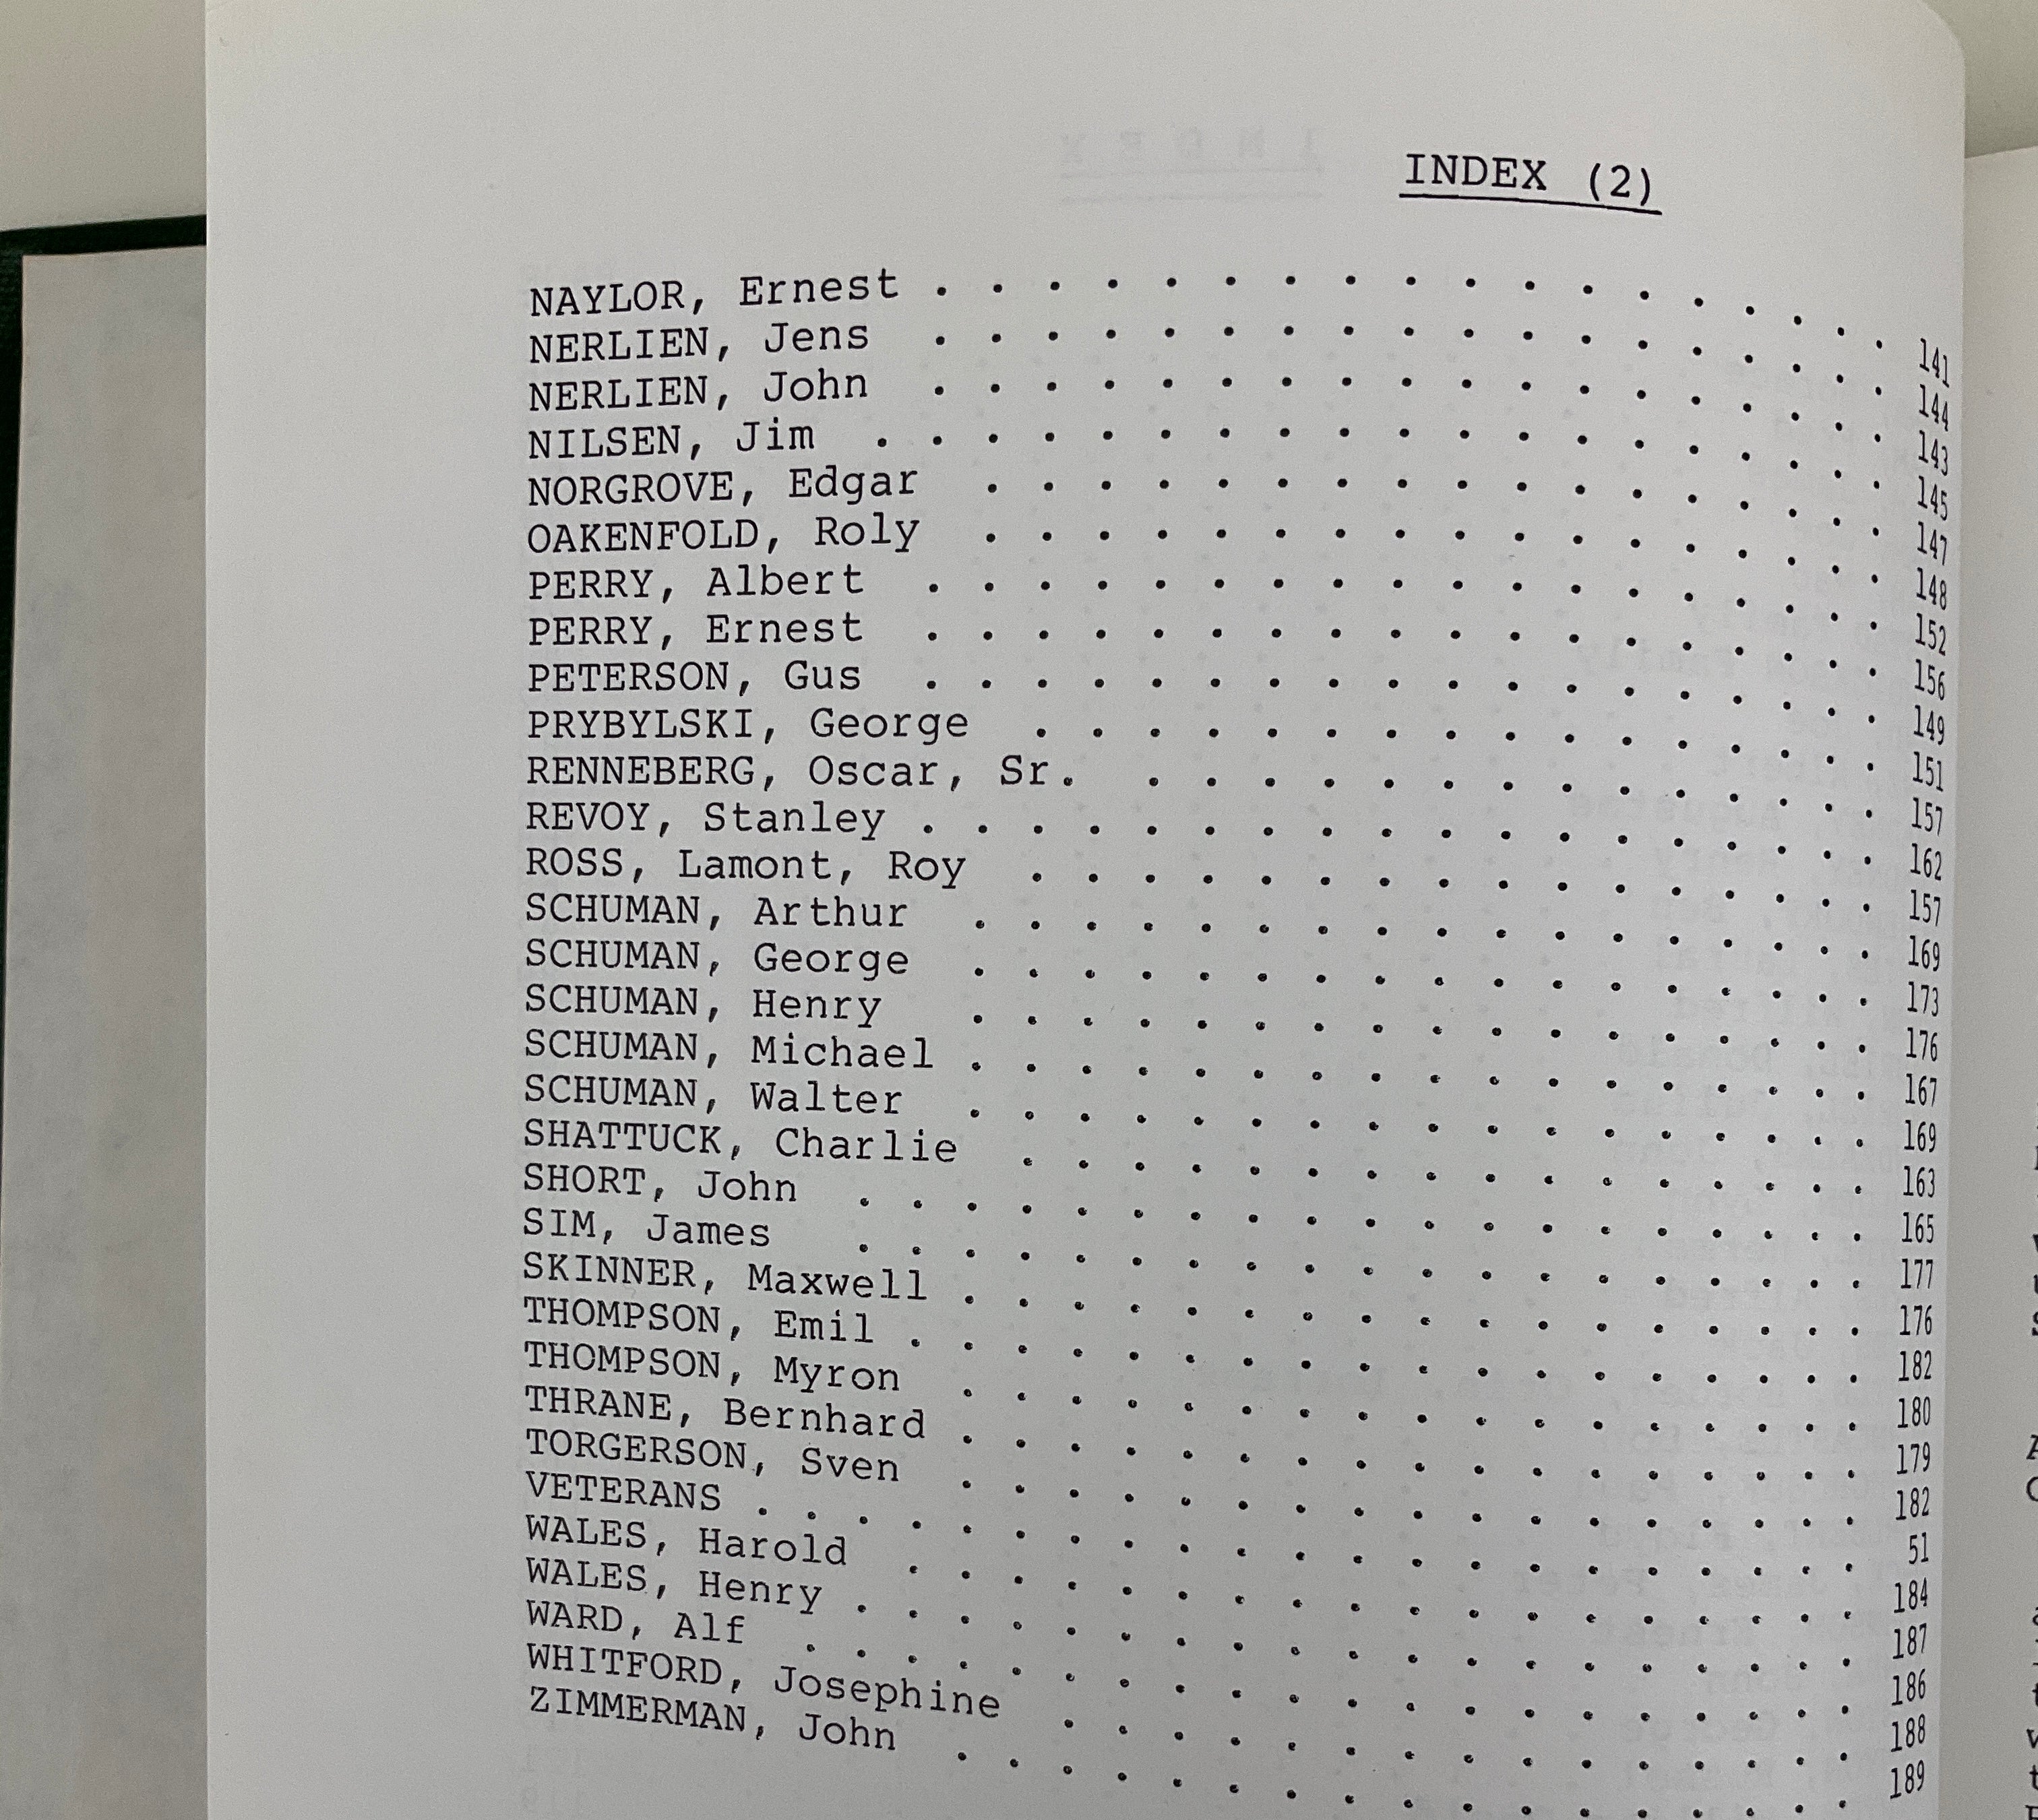 INDEX (2)
NAYLOR, Ernest . . . . . . . . . . . . . . . . . 141
NERLIEN, Jens . . . . . . . . . . . . . . . . . 144
NERLIEN, John . . . . . . . . . . . . . . . . . 143
NILSEN, Jim . . . . . . . . . . . . . . . . . . 145
NORGROVE, Edgar . . . . . . . . . . . . . . . . 147
OAKENFOLD, Roly . . . . . . . . . . . . . . . . 148
PERRY, Albert . . . . . . . . . . . . . . . . . 152
PERRY, Ernest . . . . . . . . . . . . . . . . . 156
PETERSON, Gus . . . . . . . . . . . . . . . . . 149
PRYBYLSKI, George . . . . . . . . . . . . . . . 151
RENNEBERG, Oscar, Sr. . . . . . . . . . . . . . 157
REVOY, Stanley . . . . . . . . . . . . . . . . . 162
ROSS, Lamont, Roy . . . . . . . . . . . . . . . 157
SCHUMAN, Arthur . . . . . . . . . . . . . . . . 169
SCHUMAN, George . . . . . . . . . . . . . . . . 173
SCHUMAN, Henry . . . . . . . . . . . . . . . . 176
SCHUMAN, Michael . . . . . . . . . . . . . . . . 167
SCHUMAN, Walter . . . . . . . . . . . . . . . . 169
SHATTUCK, Charlie . . . . . . . . . . . . . . . 163
SHORT, John . . . . . . . . . . . . . . . . . . 165
SIM, James . . . . . . . . . . . . . . . . . . 177
SKINNER, Maxwell . . . . . . . . . . . . . . . . 176
THOMPSON, Emil . . . . . . . . . . . . . . . . . 182
THOMPSON, Myron . . . . . . . . . . . . . . . . 180
THRANE, Bernhard . . . . . . . . . . . . . . . . 179
TORGERSON, Sven . . . . . . . . . . . . . . . . 182
VETERANS . . . . . . . . . . . . . . . . . . . . 51
WALES, Harold . . . . . . . . . . . . . . . . . 184
WALES, Henry . . . . . . . . . . . . . . . . . . 187
WARD, Alf . . . . . . . . . . . . . . . . . . . 186
WHITFORD, Josephine . . . . . . . . . . . . . . 188
ZIMMERMAN, John . . . . . . . . . . . . . . . . 189